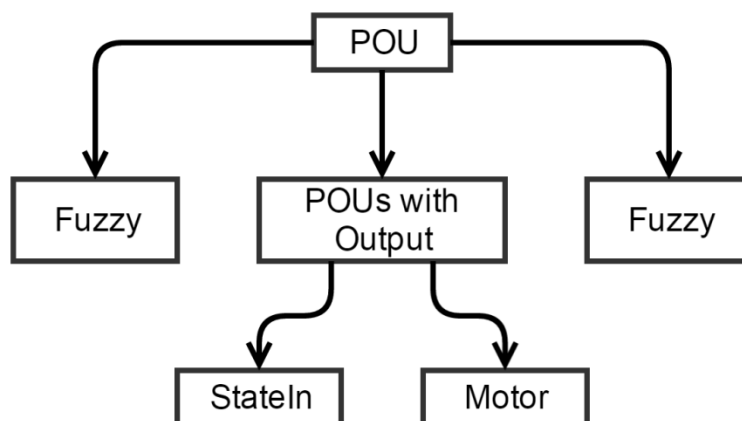 POU
Fuzzy
POUs with
Output
Fuzzy
StateIn
Motor